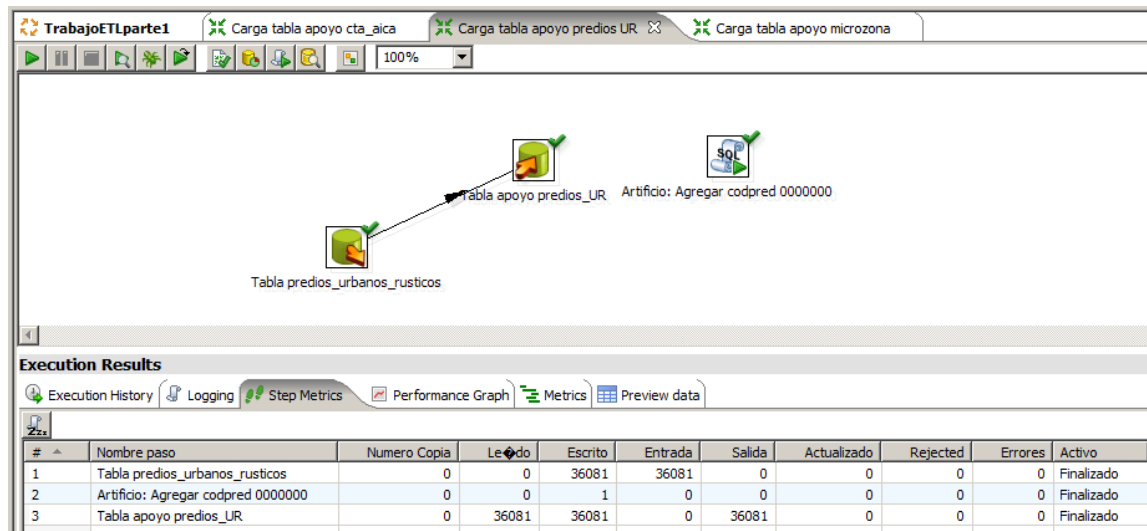 TrabajoETLparte1 Carga tabla apoyo cta_aica Carga tabla apoyo predios UR Carga tabla apoyo microzona
100%
SQL
Tabla apoyo predios_UR Artificio: Agregar codpred 0000000
Tabla predios_urbanos_rusticos
Execution Results
Execution History Logging Step Metrics Performance Graph Metrics Preview data
# Nombre paso Numero Copia Le�do Escrito Entrada Salida Actualizado Rejected Errores Activo
1 Tabla predios_urbanos_rusticos 0 0 36081 36081 0 0 0 0 Finalizado
2 Artificio: Agregar codpred 0000000 0 0 1 0 0 0 0 0 Finalizado
3 Tabla apoyo predios_UR 0 36081 36081 0 36081 0 0 0 Finalizado